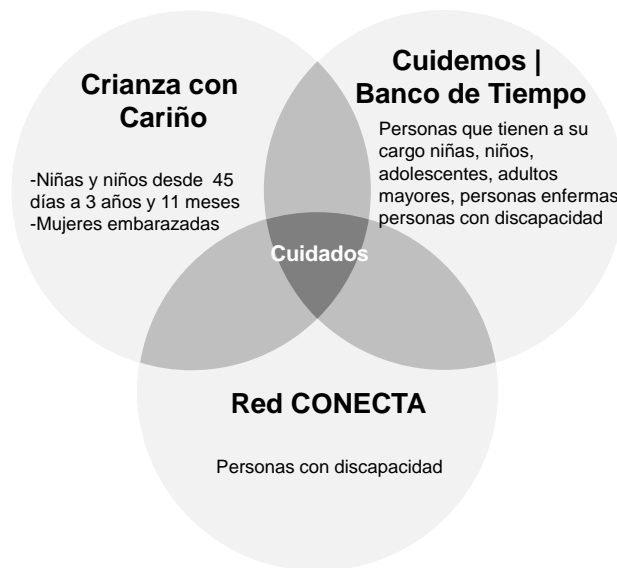 Crianza con
Cariño
-Niñas y niños desde 45
días a 3 años y 11 meses
-Mujeres embarazadas
Cuidemos |
Banco de Tiempo
Personas que tienen a su
cargo niñas, niños,
adolescentes, adultos
mayores, personas enfermas
personas con discapacidad
Cuidados
Red CONECTA
Personas con discapacidad